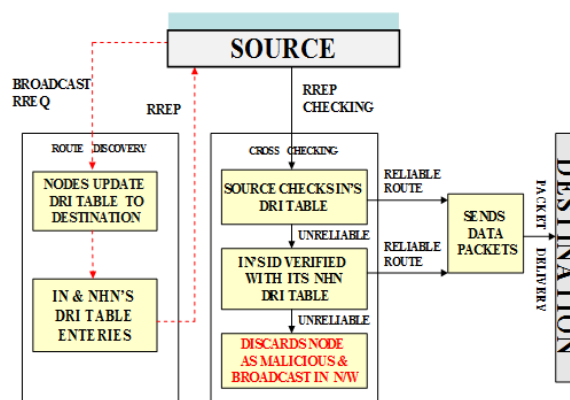 SOURCE
BROADCAST
RREQ
RREP
RREP
CHECKING
ROUTE DISCOVERY
NODES UPDATE
DRI TABLE TO
DESTINATION
IN & NHN'S
DRI TABLE
ENTERIES
CROSS CHECKING
SOURCE CHECKS IN'S
DRI TABLE
RELIABLE
ROUTE
UNRELIABLE
IN'S ID VERIFIED
WITH ITS NHN
DRI TABLE
RELIABLE
ROUTE
UNRELIABLE
DISCARDS NODE
AS MALICIOUS &
BROADCAST IN N/W
SENDS
DATA
PACKETS
PACKET DELIVERY
DESTINATION